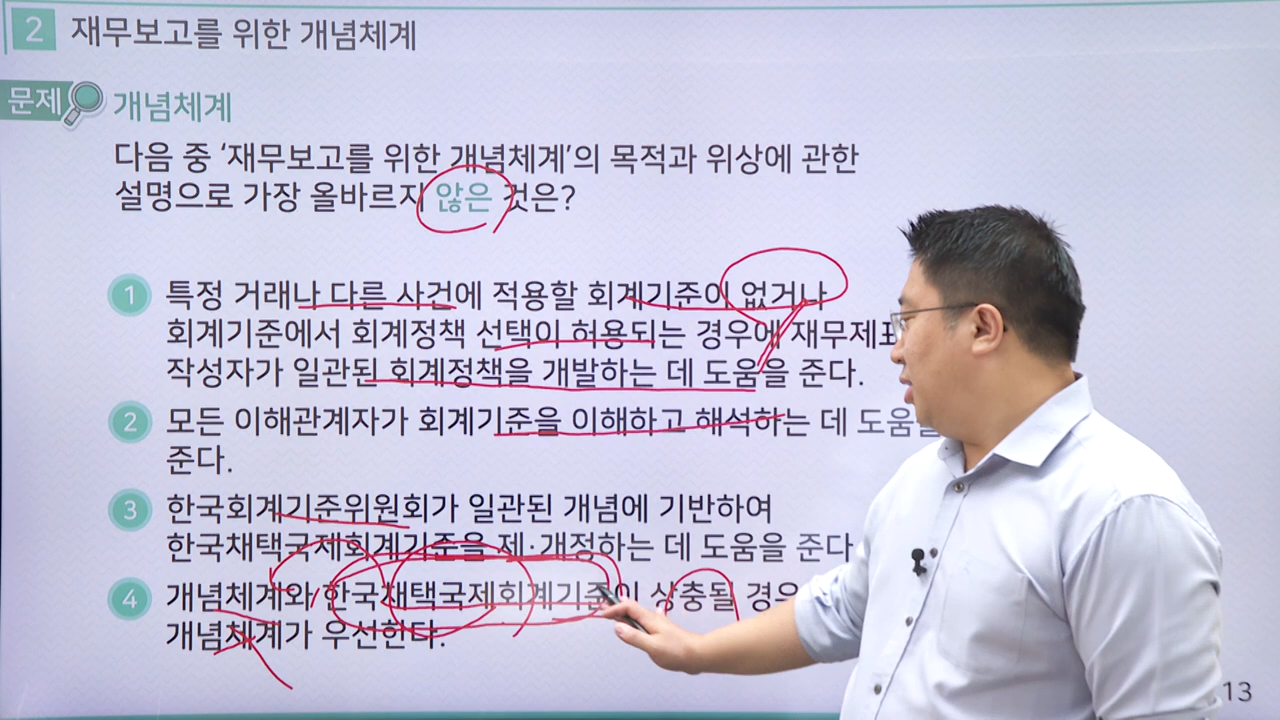 2 재무보고를 위한 개념체계
문제 개념체계
다음 중 ‘재무보고를 위한 개념체계’의 목적과 위상에 관한
설명으로 가장 올바르지 않은 것은?
1 특정 거래나 다른 사건에 적용할 회계기준이 없거나
회계기준에서 회계정책 선택이 허용되는 경우에 재무제표
작성자가 일관된 회계정책을 개발하는 데 도움을 준다.
2 모든 이해관계자가 회계기준을 이해하고 해석하는 데 도움을
준다.
3 한국회계기준위원회가 일관된 개념에 기반하여
한국채택국제회계기준을 제·개정하는 데 도움을 준다
4 개념체계와 한국채택국제회계기준이 상충될 경우
개념체계가 우선한다.
13